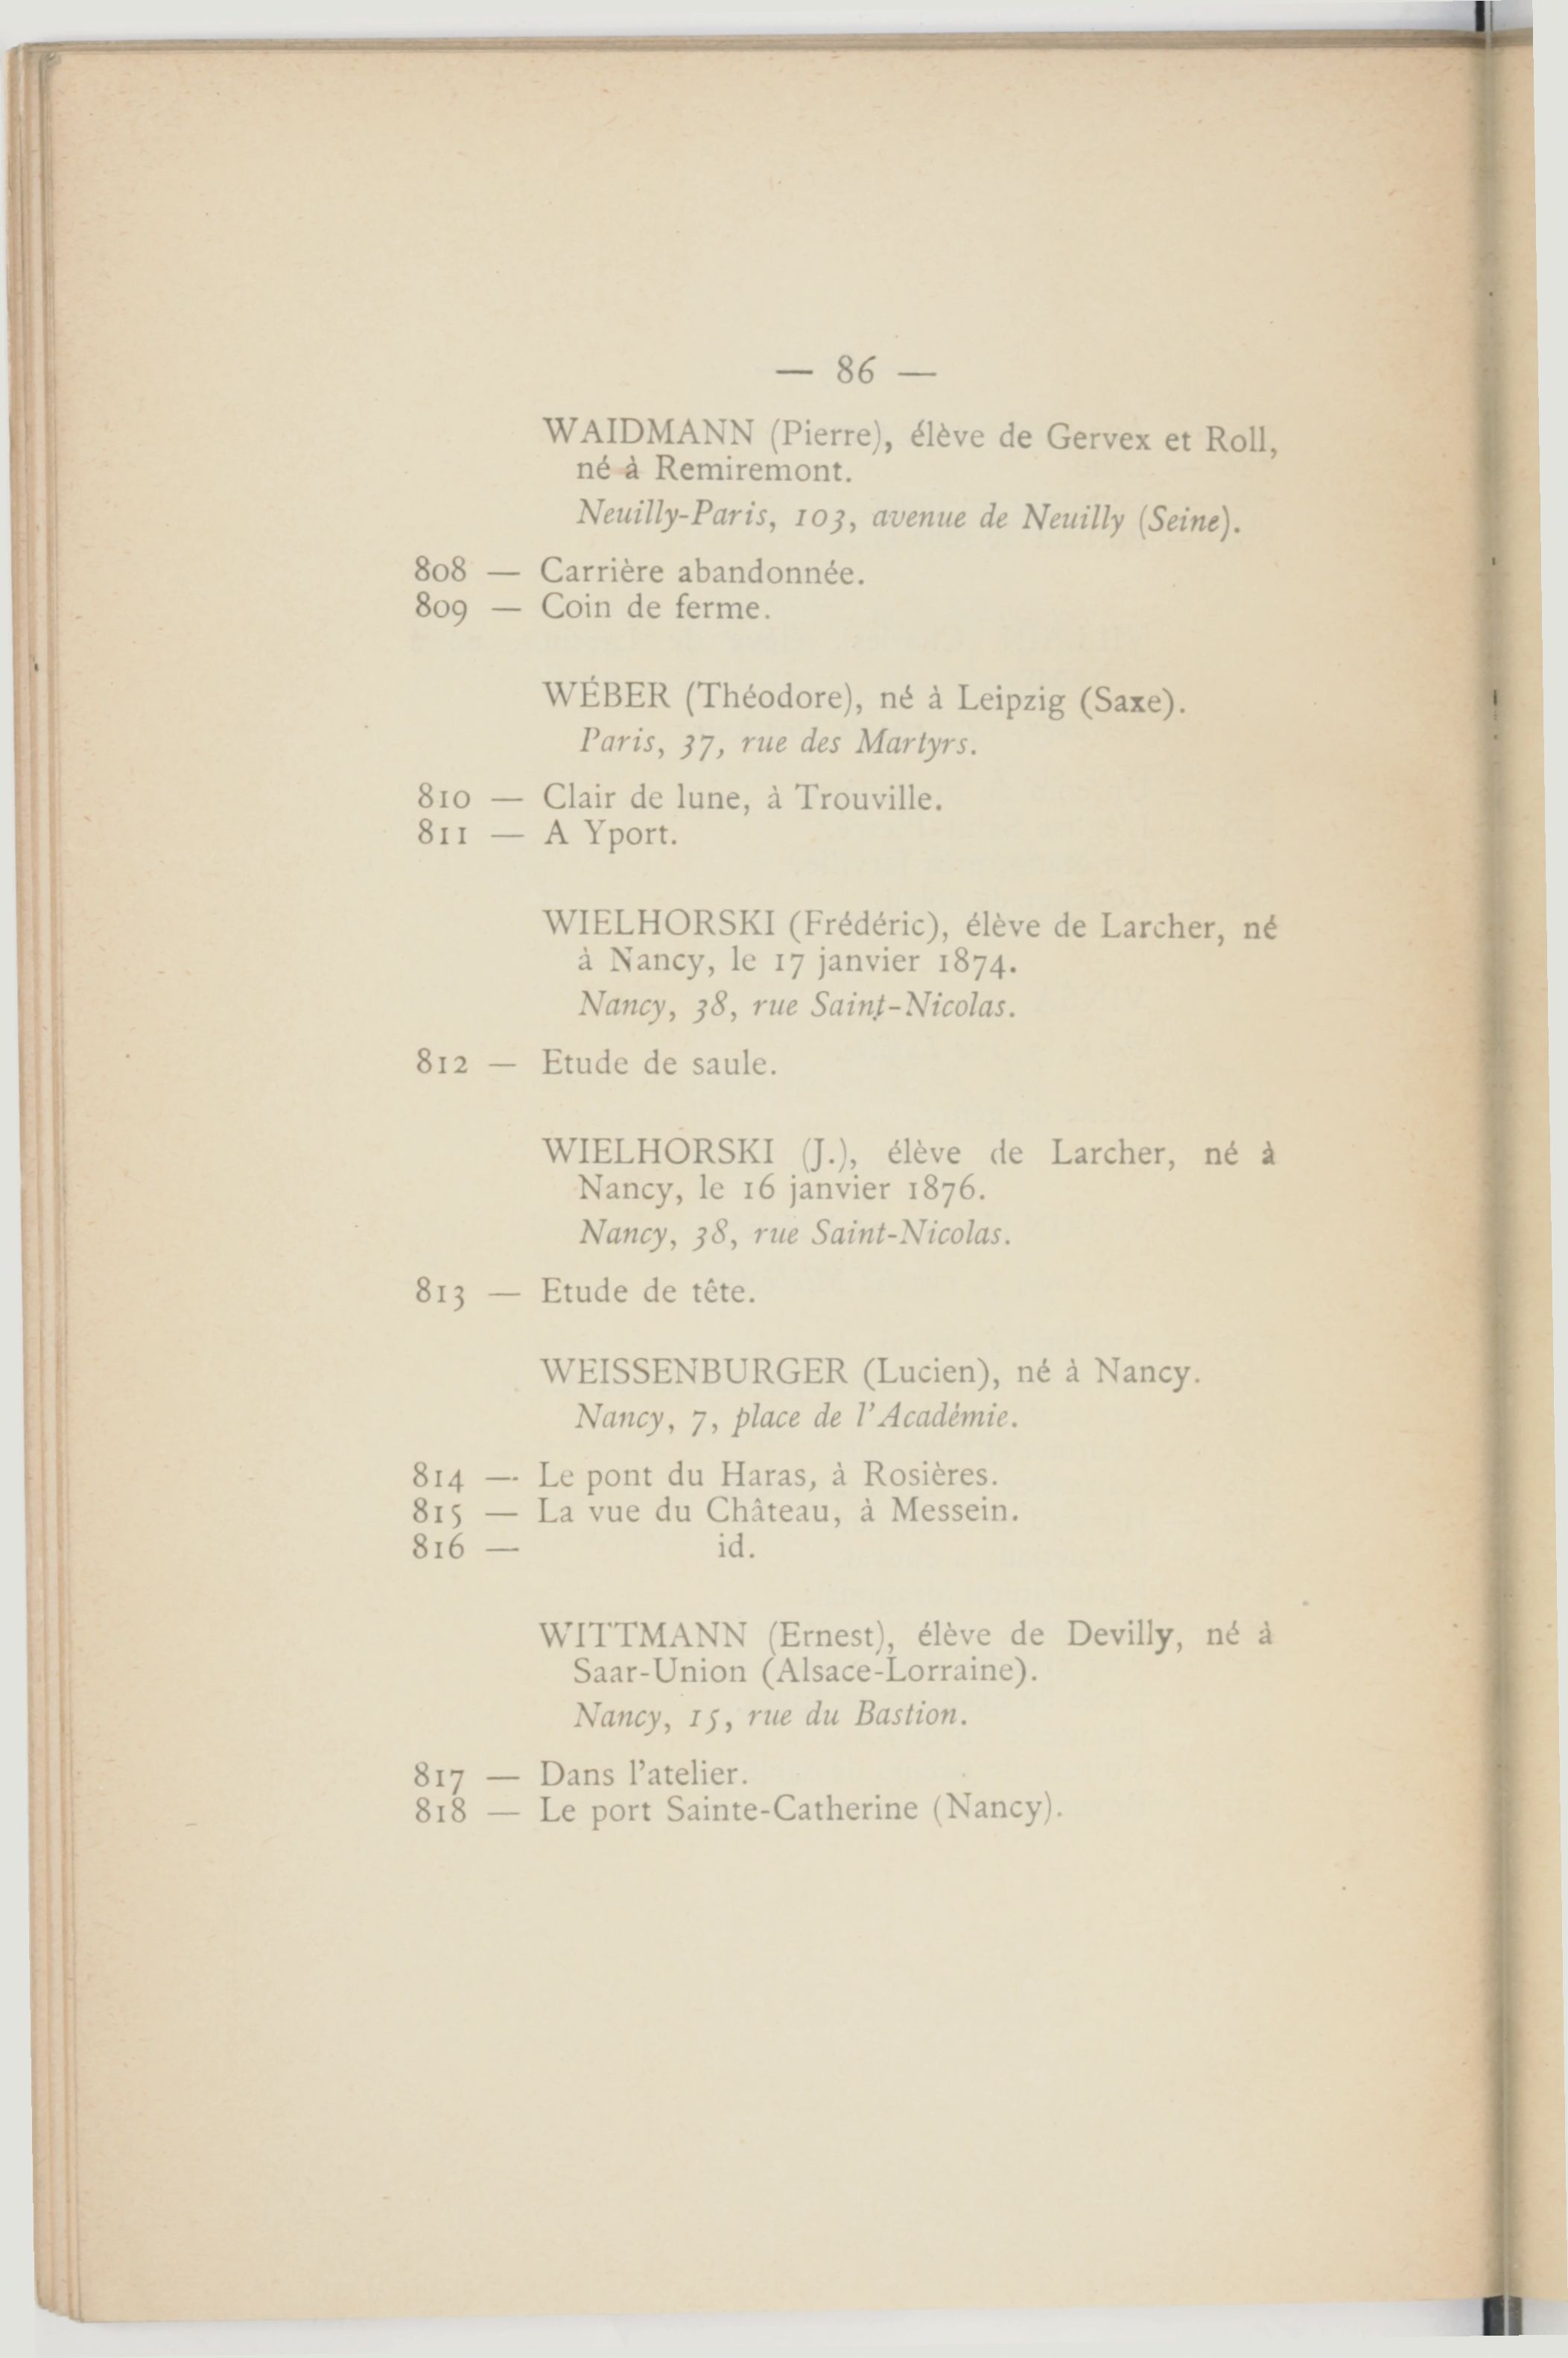 — 86 —
WAIDMANN (Pierre), élève de Gervex et Roll,
né à Remiremont.
Neuilly-Paris, 103, avenue de Neuilly (Seine).
808 — Carrière abandonnée.
809 — Coin de ferme.
WÉBER (Théodore), né à Leipzig (Saxe).
Paris, 37, rue des Martyrs.
810 — Clair de lune, à Trouville.
811 — A Yport.
WIELHORSKI (Frédéric), élève de Larcher, né
à Nancy, le 17 janvier 1874.
Nancy, 38, rue Saint-Nicolas.
812 — Etude de saule.
WIELHORSKI (J.), élève de Larcher, né à
Nancy, le 16 janvier 1876.
Nancy, 38, rue Saint-Nicolas.
813 — Etude de tête.
WEISSENBURGER (Lucien), né à Nancy.
Nancy, 7, place de l'Académie.
814 — Le pont du Haras, à Rosières.
815 — La vue du Château, à Messein.
816 — id.
WITTMANN (Ernest), élève de Devilly, né à
Saar-Union (Alsace-Lorraine).
Nancy, 15, rue du Bastion.
817 — Dans l'atelier.
818 — Le port Sainte-Catherine (Nancy).